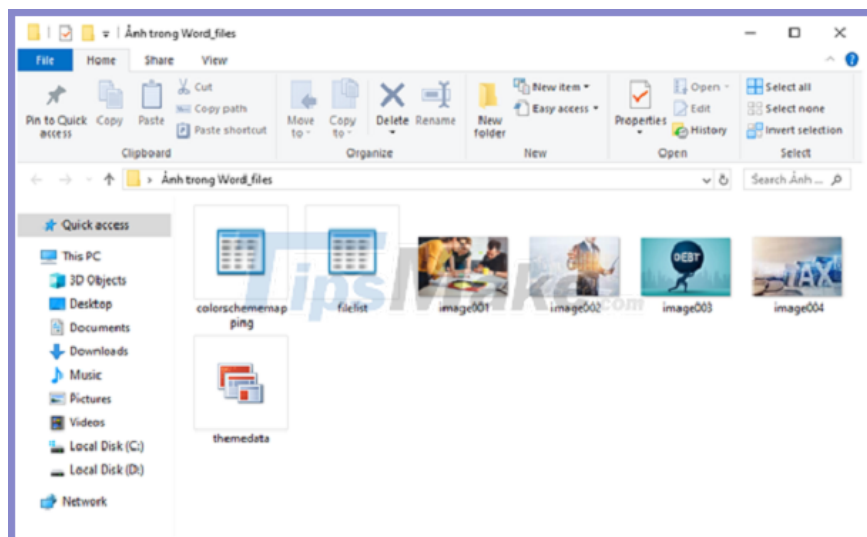 Ảnh trong Word_files
File Home Share View
Pin to Quick access
Copy
Paste
Cut
Copy path
Paste shortcut
Clipboard
Move to
Copy to
Delete
Rename
Organize
New folder
New item
Easy access
New
Properties
Open
Edit
History
Open
Select all
Select none
Invert selection
Select
Ảnh trong Word_files
Search Ảnh ...
Quick access
This PC
3D Objects
Desktop
Documents
Downloads
Music
Pictures
Videos
Local Disk (C:)
Local Disk (D:)
Network
DEBT
TAX
TipsMake.com
colorschememap
ping
filelist
image001
image002
image003
image004
themedata